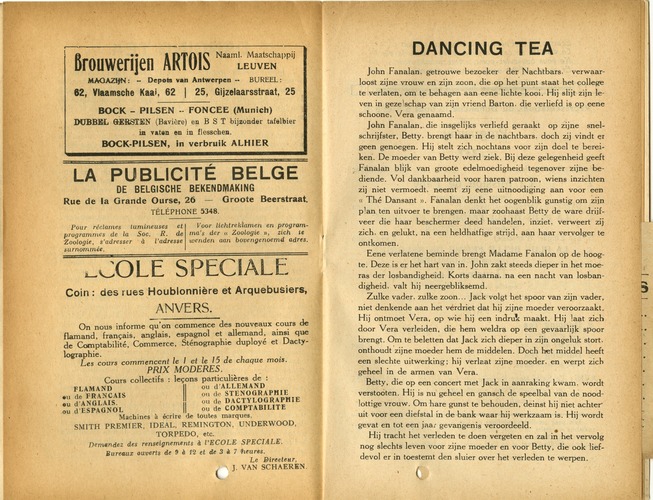 Brouwerijen ARTOIS Naaml. Maatschappij
LEUVEN
MAGAZIJN: -- Depots van Antwerpen -- BUREEL:
62, Vlaamsche Kaai, 62 | 25, Gijzelaarsstraat, 25
BOCK - PILSEN -- FONCÉE (Munich)
DUBBEL GERSTEN (Bavière) en B S T bijzonder tafelbier
in vaten en in flesschen.
BOCK-PILSEN, in verbruik ALHIER
LA PUBLICITÉ BELGE
DE BELGISCHE BEKENDMAKING
Rue de la Grande Ourse, 26 — Groote Beerstraat.
TÉLÉPHONE 5348.
Pour réclames lumineuses et
programmes de la Soc. R. de
Zoologie, s'adresser à l'adresse
surnommée.
Voor lichtreklamen en program-
ma's der « Zoologie », zich te
wenden aan bovengenoemd adres.
ECOLE SPECIALE
Coin : des rues Houblonnière et Arquebusiers,
ANVERS.
On nous informe qu'on commence des nouveaux cours de
flamand, français, anglais, espagnol et allemand, ainsi que
de Comptabilité, Commerce, Sténographie duployé et Dacty-
lographie.
Les cours commencent le 1 et le 15 de chaque mois.
PRIX MODERES.
Cours collectifs : leçons particulières de :
FLAMAND
ou de FRANCAIS
ou d'ANGLAIS.
ou d'ESPAGNOL
ou d'ALLEMAND
ou de STENOGRAPHIE
ou de DACTYLOGRAPHIE
ou de COMPTABILITE
Machines à écrire de toutes marques.
SMITH PREMIER, IDEAL, REMINGTON, UNDERWOOD,
TORPEDO, etc.
Demandez des renseignements à l'ECOLE SPECIALE.
Bureaux ouverts de 9 à 12 et de 3 à 7 heures.
Le Directeur.
J. VAN SCHAEREN.
DANCING TEA
John Fanalan, getrouwe bezoeker der Nachtbars, verwaar-
loost zijne vrouw en zijn zoon, die op het punt staat het college
te verlaten, om te behagen aan eene lichte kooi. Hij slijt zijn le-
ven in gezelschap van zijn vriend Barton, die verliefd is op eene
schoone, Vera genaamd.
John Fanalan, die insgelijks verliefd geraakt op zijne snel-
schrijfster, Betty, brengt haar in de nachtbars, doch zij vindt er
geen genoegen. Hij stelt zich nochtans voor zijn doel te berei-
ken. De moeder van Betty werd ziek. Bij deze gelegenheid geeft
Fanalan blijk van groote edelmoedigheid tegenover zijne be-
diende. Vol dankbaarheid voor haren patroon, wiens inzichten
zij niet vermoedt, neemt zij eene uitnoodiging aan voor een
« Thé Dansant ». Fanalan denkt het oogenblik gunstig om zijn
plan ten uitvoer te brengen, maar zoohaast Betty de ware drijf-
veer die haar beschermer deed handelen, inziet, verweert zij
zich, en gelukt, na een heldhaftige strijd, aan haar vervolger te
ontkomen.
Eene verlatene beminde brengt Madame Fanalon op de hoog-
te. Deze is er het hart van in. John zakt steeds dieper in het moe-
ras der losbandigheid. Korts daarna, na een nacht van losban-
digheid, valt hij neergebliksemd.
Zulke vader, zulke zoon... Jack volgt het spoor van zijn vader,
niet denkende aan het verdriet dat hij zijne moeder veroorzaakt.
Hij ontmoet Vera, op wie hij een indruk maakt. Hij laat zich
door Vera verleiden, die hem weldra op een gevaarlijk spoor
brengt. Om te beletten dat Jack zich dieper in zijn ongeluk stort,
onthoudt zijne moeder hem de middelen. Doch het middel heeft
een slechte uitwerking; hij verlaat zijne moeder, en werpt zich
geheel in de armen van Vera.
Betty, die op een concert met Jack in aanraking kwam, wordt
verstooten. Hij is nu geheel en gansch de speelbal van de nood-
lottige vrouw. Om hare gunst te behouden, deinst hij niet achter-
uit voor een diefstal in de bank waar hij werkzaam is. Hij wordt
gevat en tot een jaar gevangenis veroordeeld.
Hij tracht het verleden te doen vergeten en zal in het vervolg
nog slechts leven voor zijne moeder en voor Betty, die ook lief-
devol er in toestemt den sluier over het verleden te werpen.
S